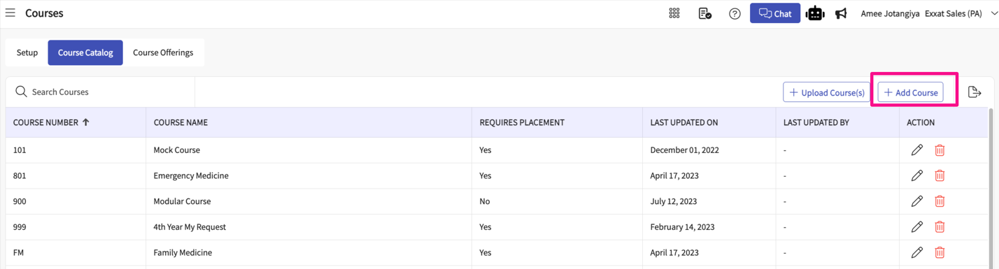 Courses
Chat
Amee Jotangiya Exxat Sales (PA)
Setup
Course Catalog
Course Offerings
Search Courses
+ Upload Course(s)
+ Add Course
COURSE NUMBER ↑ COURSE NAME REQUIRES PLACEMENT LAST UPDATED ON LAST UPDATED BY ACTION
101 Mock Course Yes December 01, 2022 -
801 Emergency Medicine Yes April 17, 2023 -
900 Modular Course No July 12, 2023 -
999 4th Year My Request Yes February 14, 2023 -
FM Family Medicine Yes April 17, 2023 -